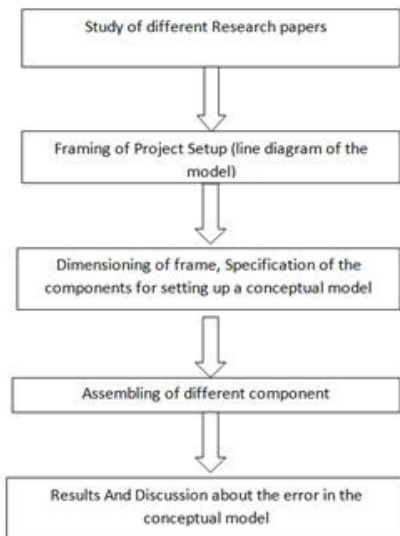 Study of different Research papers
Framing of Project Setup (line diagram of the
model)
Dimensioning of frame, Specification of the
components for setting up a conceptual model
Assembling of different component
Results And Discussion about the error in the
conceptual model